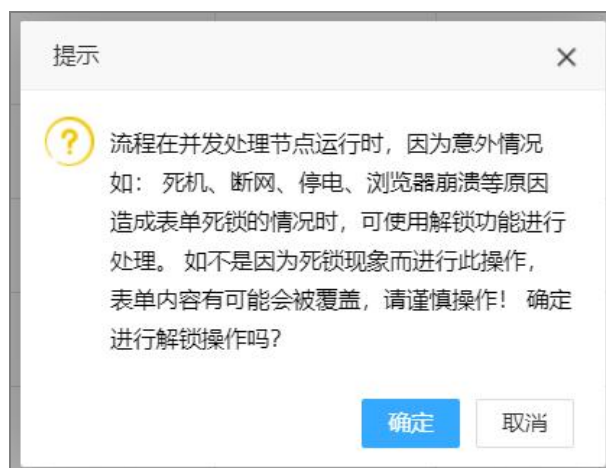 提示
流程在并发处理节点运行时，因为意外情况
如： 死机、断网、停电、浏览器崩溃等原因
造成表单死锁的情况时，可使用解锁功能进行
处理。 如不是因为死锁现象而进行此操作，
表单内容有可能会被覆盖，请谨慎操作！ 确定
进行解锁操作吗？
确定 取消